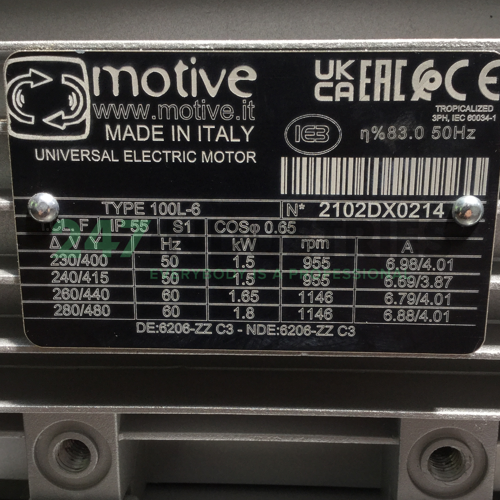 motive
www.motive.it
MADE IN ITALY
UNIVERSAL ELECTRIC MOTOR
UK CA EAC CE
TROPICALIZED
3PH, IEC 60034-1
IE3 η%83.0 50Hz
TYPE 100L-6 N° 2102DX0214
I.CL. F IP 55 S1 COSφ 0.65
Δ V Y Hz kW rpm A
230/400 50 1.5 955 6.98/4.01
240/415 50 1.5 955 6.69/3.87
260/440 60 1.65 1146 6.79/4.01
280/480 60 1.8 1146 6.88/4.01
DE:6206-ZZ C3 - NDE:6206-ZZ C3
247
EVERYBODY'S A PROFESSIONAL